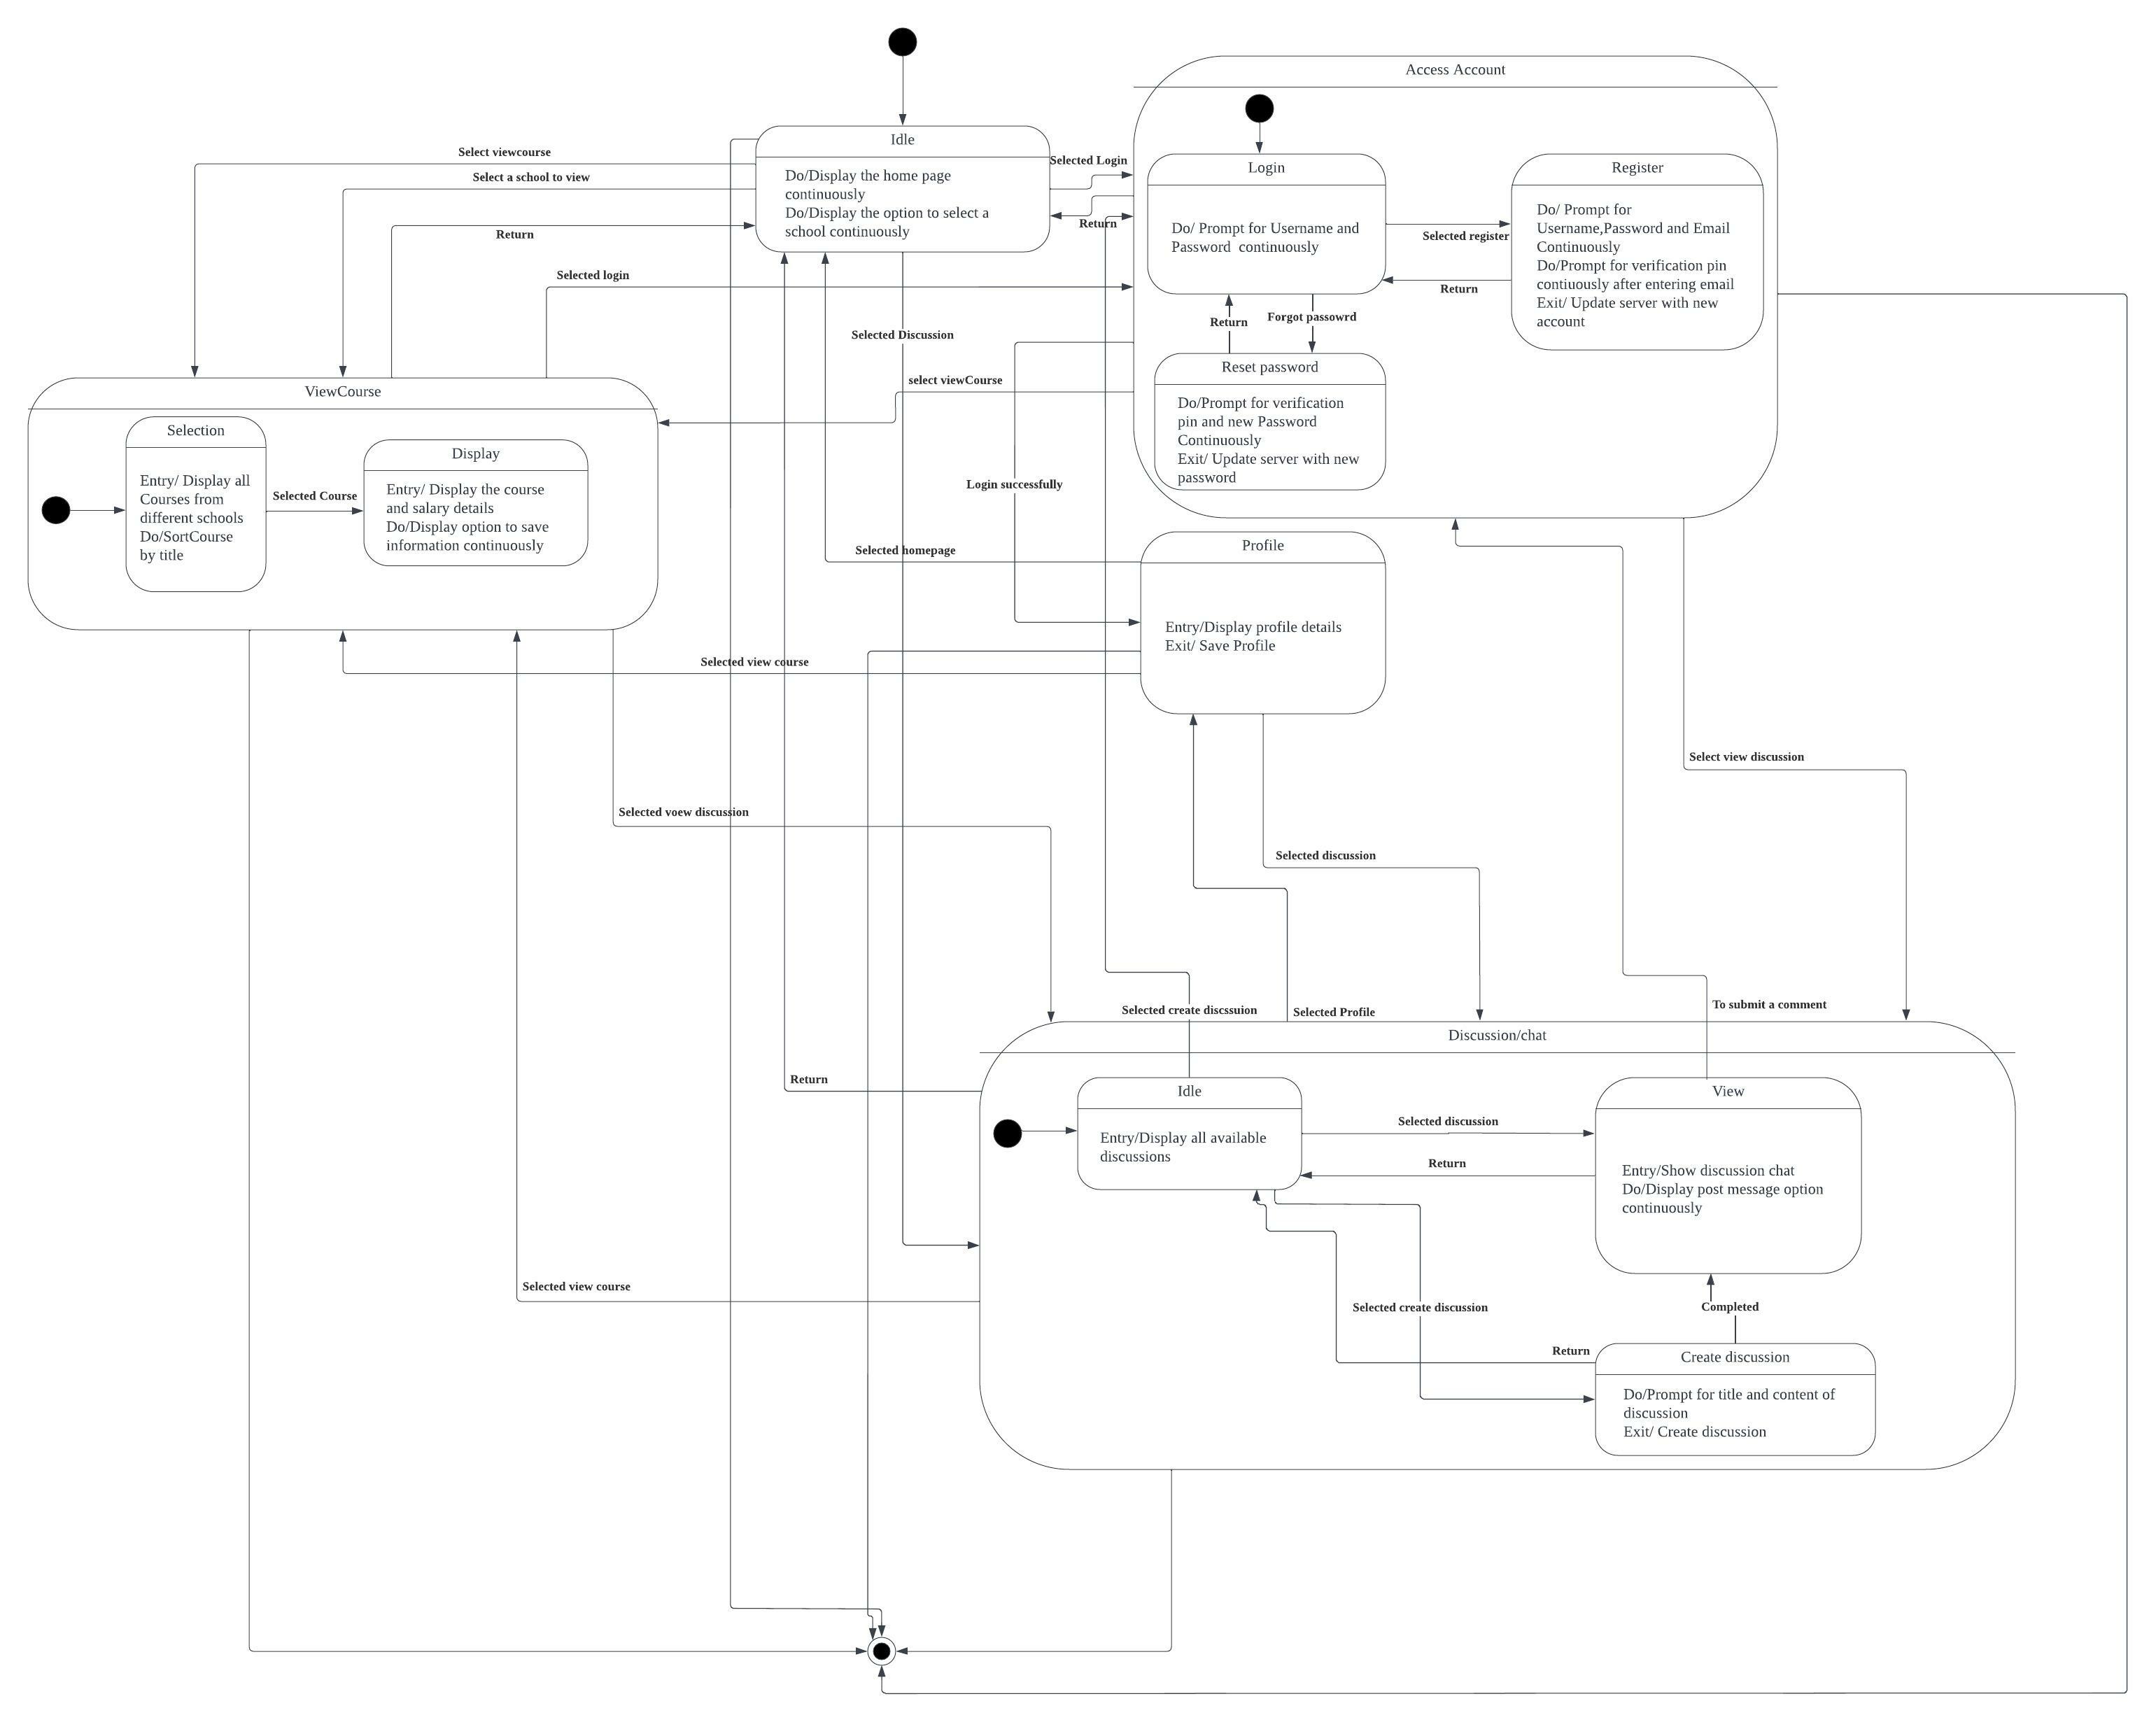 Access Account
Idle
Do/Display the home page
continuously
Do/Display the option to select a
school continuously
Select viewcourse
Select a school to view
Return
Selected login
Selected Login
Return
Login
Do/ Prompt for Username and
Password  continuously
Register
Do/ Prompt for
Username,Password and Email
Continuously
Do/Prompt for verification pin
contiuously after entering email
Exit/ Update server with new
account
Selected register
Return
Return
Forgot passowrd
Reset password
Do/Prompt for verification
pin and new Password
Continuously
Exit/ Update server with new
password
Selected Discussion
select viewCourse
Login successfully
ViewCourse
Selection
Entry/ Display all
Courses from
different schools
Do/SortCourse
by title
Selected Course
Display
Entry/ Display the course
and salary details
Do/Display option to save
information continuously
Selected homepage
Profile
Entry/Display profile details
Exit/ Save Profile
Selected view course
Select view discussion
Selected voew discussion
Selected discussion
Selected create discssuion
Selected Profile
To submit a comment
Discussion/chat
Return
Idle
Entry/Display all available
discussions
Selected discussion
Return
View
Entry/Show discussion chat
Do/Display post message option
continuously
Selected view course
Selected create discussion
Completed
Return
Create discussion
Do/Prompt for title and content of
discussion
Exit/ Create discussion